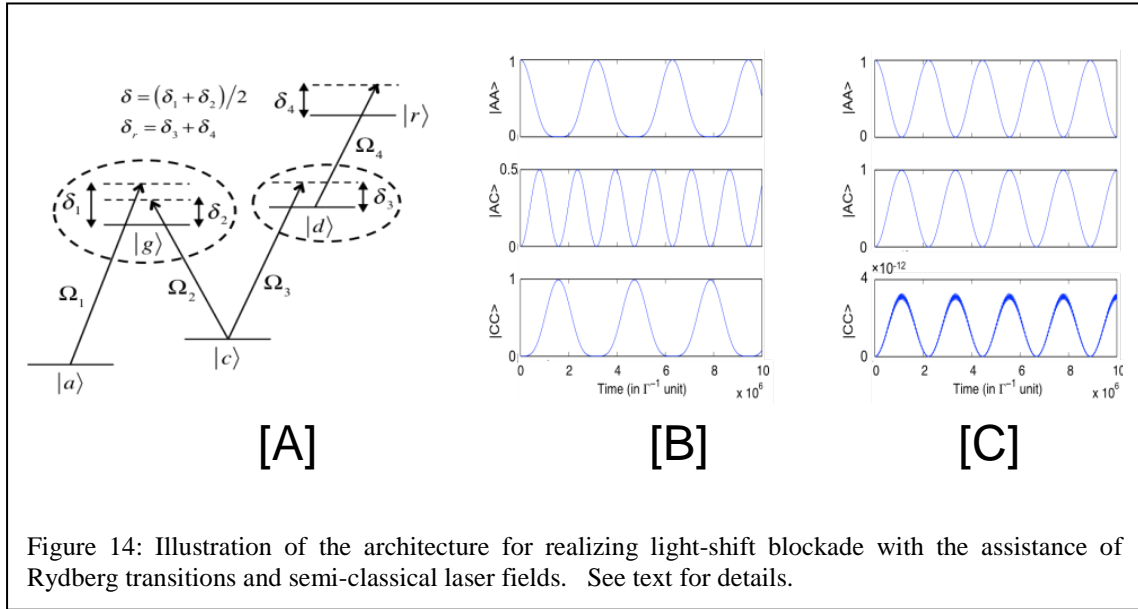 δ = (δ₁ + δ₂)/2
δᵣ = δ₃ + δ₄
δ₄
|r⟩
Ω₄
δ₁
δ₂
|g⟩
δ₃
|d⟩
Ω₁
Ω₂
Ω₃
|c⟩
|a⟩
[A]
1
|AA>
0
0.5
|AC>
0
1
|CC>
0
0 2 4 6 8 10
Time (in Γ⁻¹ unit)
x 10⁶
[B]
1
|AA>
0
1
|AC>
0
×10⁻¹²
4
|CC>
0
0 2 4 6 8 10
Time (in Γ⁻¹ unit)
x 10⁶
[C]
Figure 14: Illustration of the architecture for realizing light-shift blockade with the assistance of
Rydberg transitions and semi-classical laser fields. See text for details.